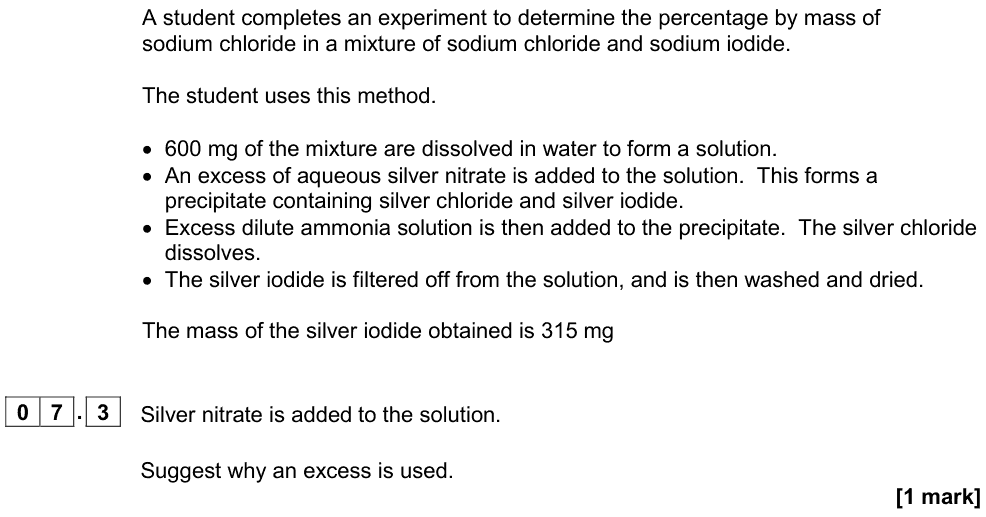 A student completes an experiment to determine the percentage by mass of
sodium chloride in a mixture of sodium chloride and sodium iodide.
The student uses this method.
• 600 mg of the mixture are dissolved in water to form a solution.
• An excess of aqueous silver nitrate is added to the solution.  This forms a
precipitate containing silver chloride and silver iodide.
• Excess dilute ammonia solution is then added to the precipitate.  The silver chloride
dissolves.
• The silver iodide is filtered off from the solution, and is then washed and dried.
The mass of the silver iodide obtained is 315 mg
0 7 . 3 Silver nitrate is added to the solution.
Suggest why an excess is used.
[1 mark]